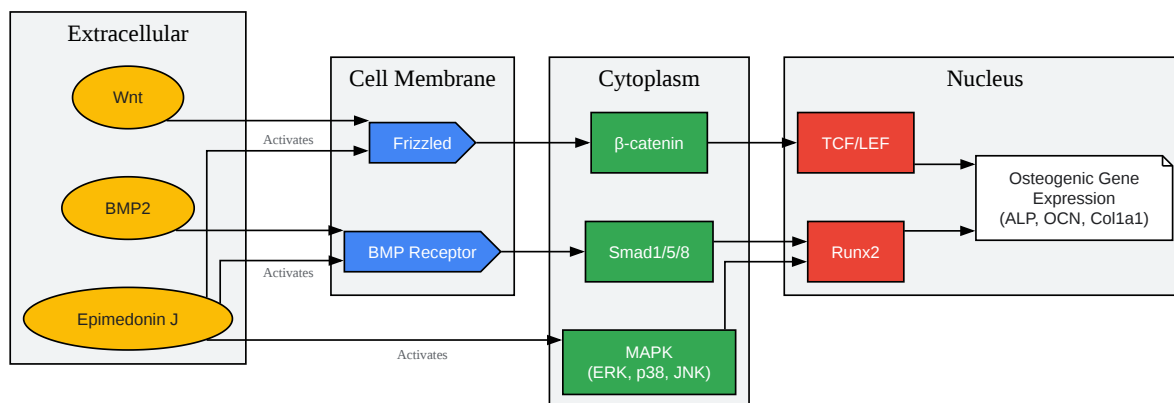 Extracellular
Wnt
BMP2
Epimedonin J
Activates
Activates
Activates
Cell Membrane
Frizzled
BMP Receptor
Cytoplasm
β-catenin
Smad1/5/8
MAPK
(ERK, p38, JNK)
Nucleus
TCF/LEF
Runx2
Osteogenic Gene
Expression
(ALP, OCN, Col1a1)